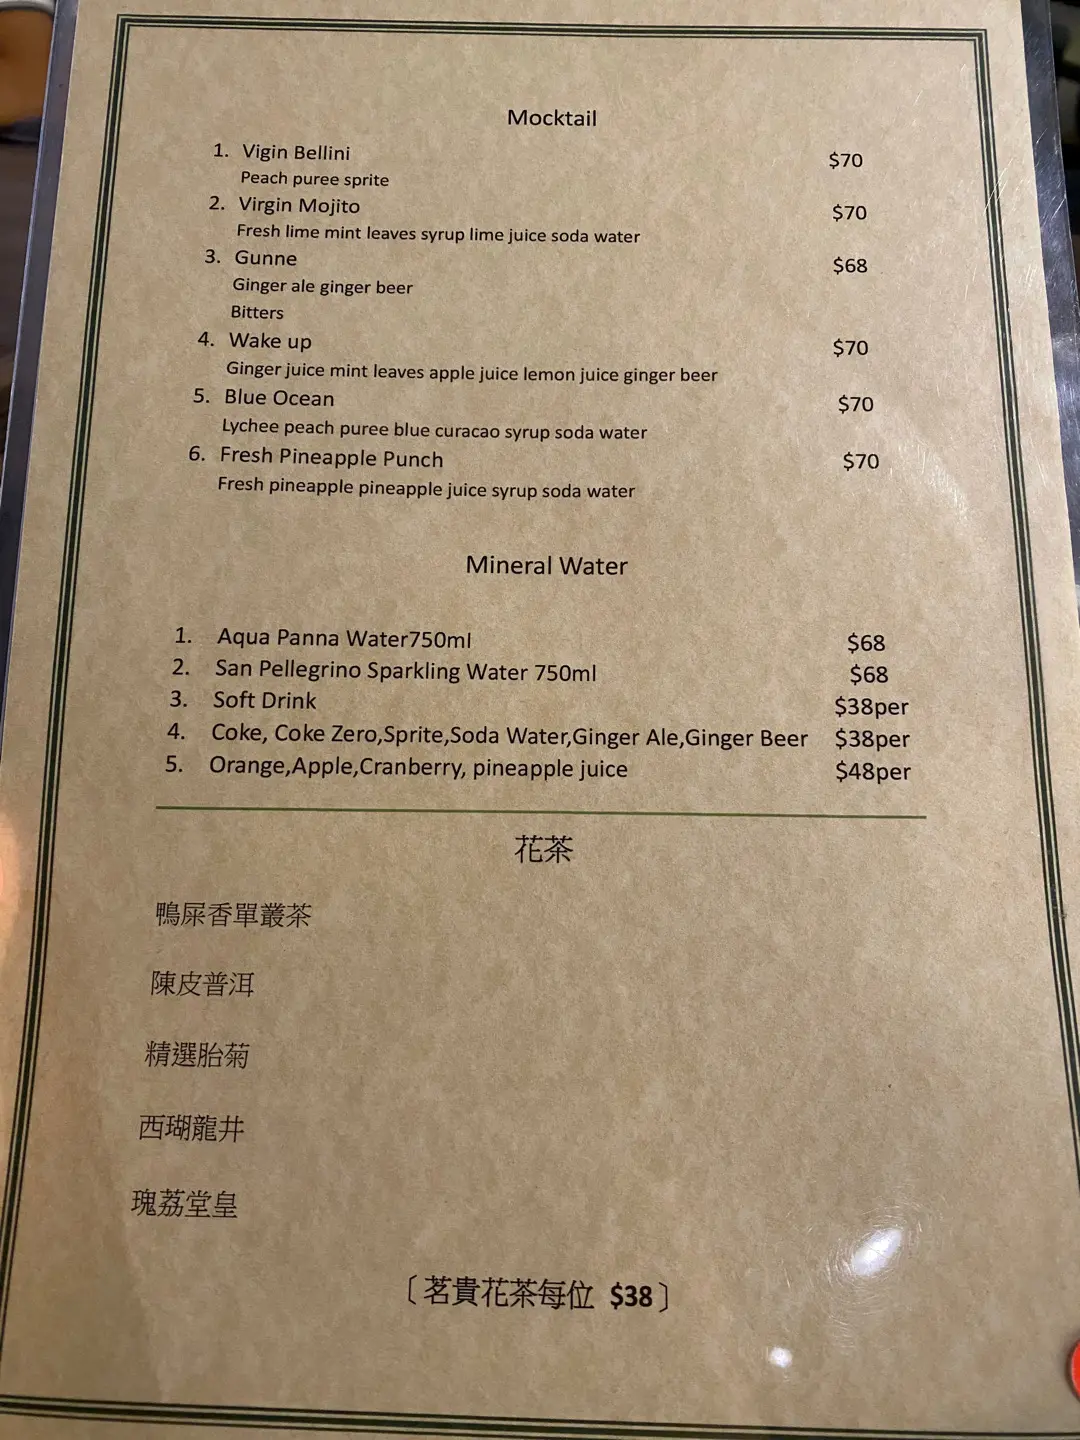 Mocktail
1. Vigin Bellini $70
Peach puree sprite
2. Virgin Mojito $70
Fresh lime mint leaves syrup lime juice soda water
3. Gunne $68
Ginger ale ginger beer
Bitters
4. Wake up $70
Ginger juice mint leaves apple juice lemon juice ginger beer
5. Blue Ocean $70
Lychee peach puree blue curacao syrup soda water
6. Fresh Pineapple Punch $70
Fresh pineapple pineapple juice syrup soda water
Mineral Water
1. Aqua Panna Water750ml $68
2. San Pellegrino Sparkling Water 750ml $68
3. Soft Drink $38per
4. Coke, Coke Zero,Sprite,Soda Water,Ginger Ale,Ginger Beer $38per
5. Orange,Apple,Cranberry, pineapple juice $48per
花茶
鴨屎香單叢茶
陳皮普洱
精選胎菊
西瑚龍井
瑰荔堂皇
〔茗貴花茶每位 $38〕